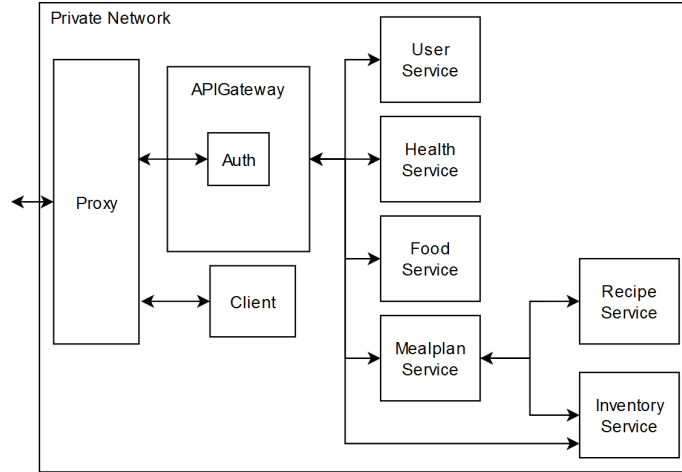 Private Network
User
Service
APIGateway
Auth
Health
Service
Proxy
Food
Service
Client
Recipe
Service
Mealplan
Service
Inventory
Service